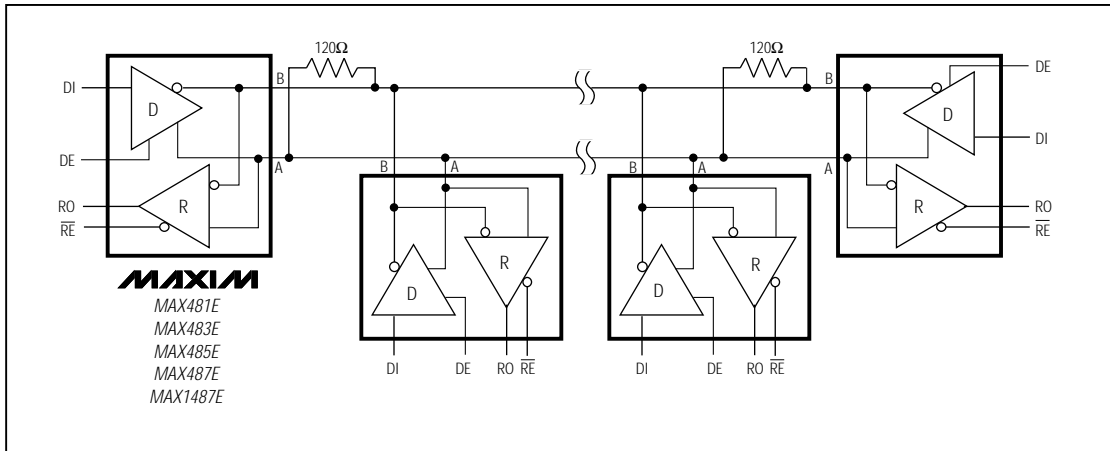 120Ω
120Ω
B
B
DI
D
DE
D
DE
DI
A
B
A
B
A
A
RO
R
RE
R
RO
RE
R
D
R
D
MAXIM
MAX481E
MAX483E
MAX485E
MAX487E
MAX1487E
DI
DE
RO
RE
DI
DE
RO
RE